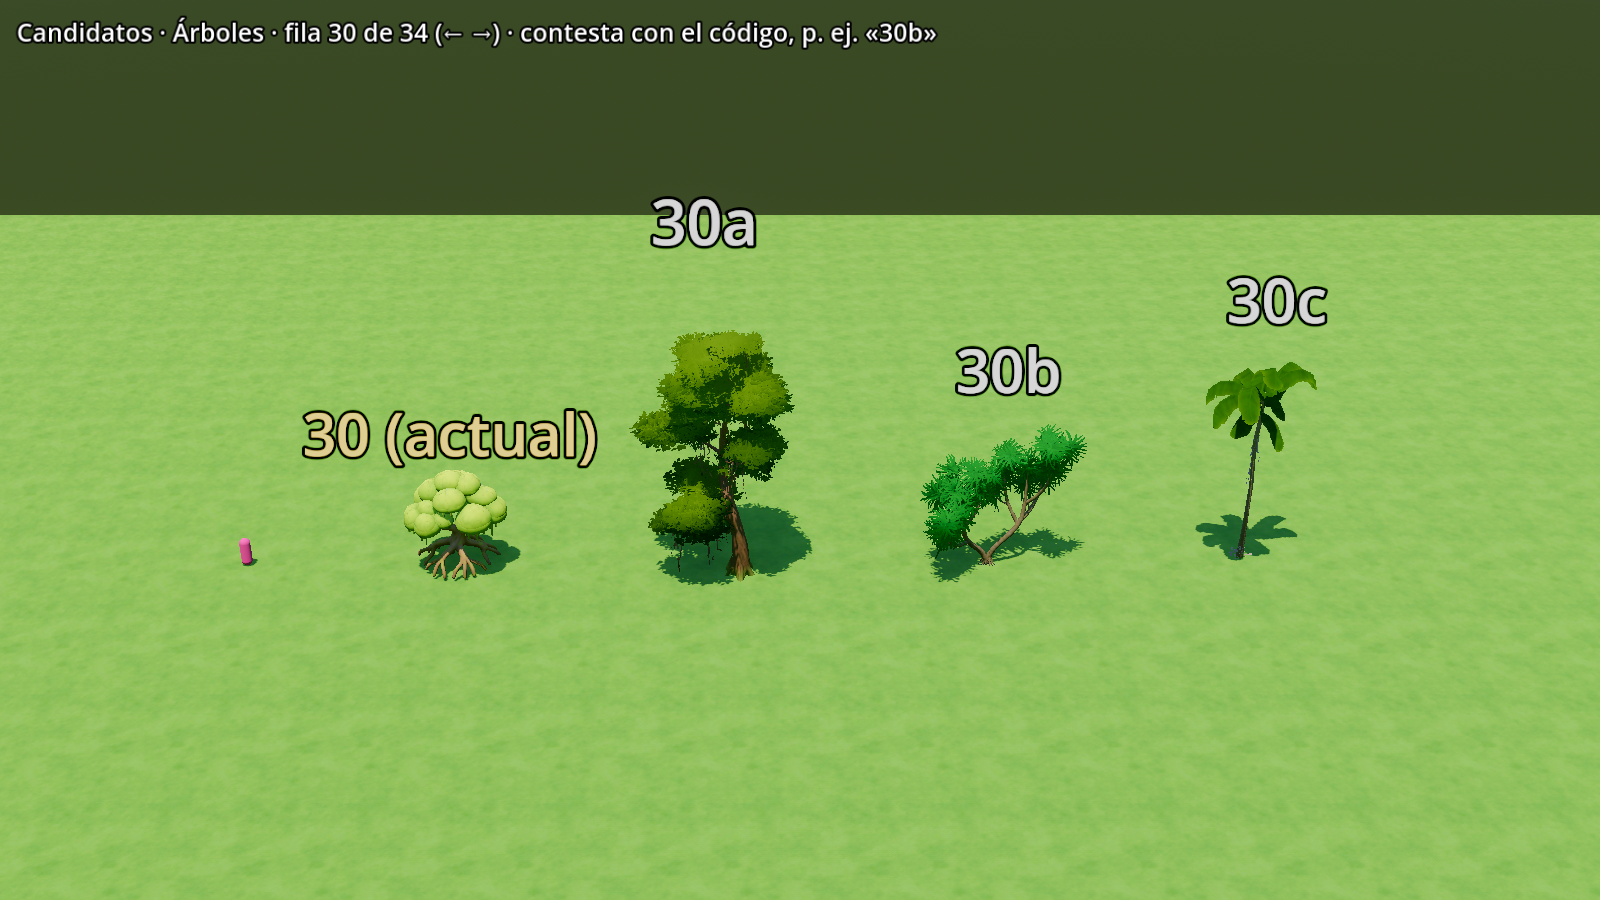 Candidatos · Árboles · fila 30 de 34 (← →) · contesta con el código, p. ej. «30b»
30a
30c
30b
30 (actual)